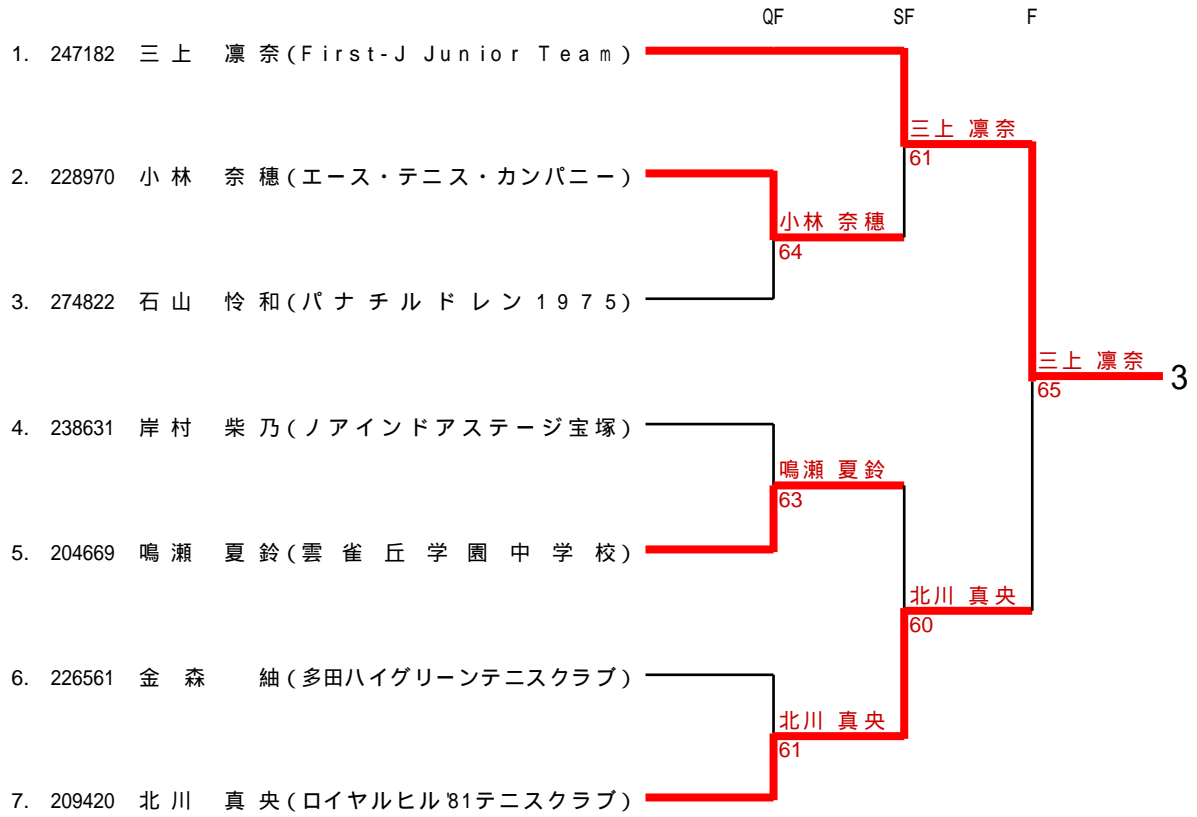 QF SF F
1. 247182 三上 凛奈(First-J Junior Team)
三上 凛奈
61
2. 228970 小林 奈穂(エース・テニス・カンパニー)
小林 奈穂
64
3. 274822 石山 怜和(パナチルドレン1975)
三上 凛奈
65
3
4. 238631 岸村 柴乃(ノアインドアステージ宝塚)
鳴瀬 夏鈴
63
5. 204669 鳴瀬 夏鈴(雲雀丘学園中学校)
北川 真央
60
6. 226561 金森 紬(多田ハイグリーンテニスクラブ)
北川 真央
61
7. 209420 北川 真央(ロイヤルヒル'81テニスクラブ)